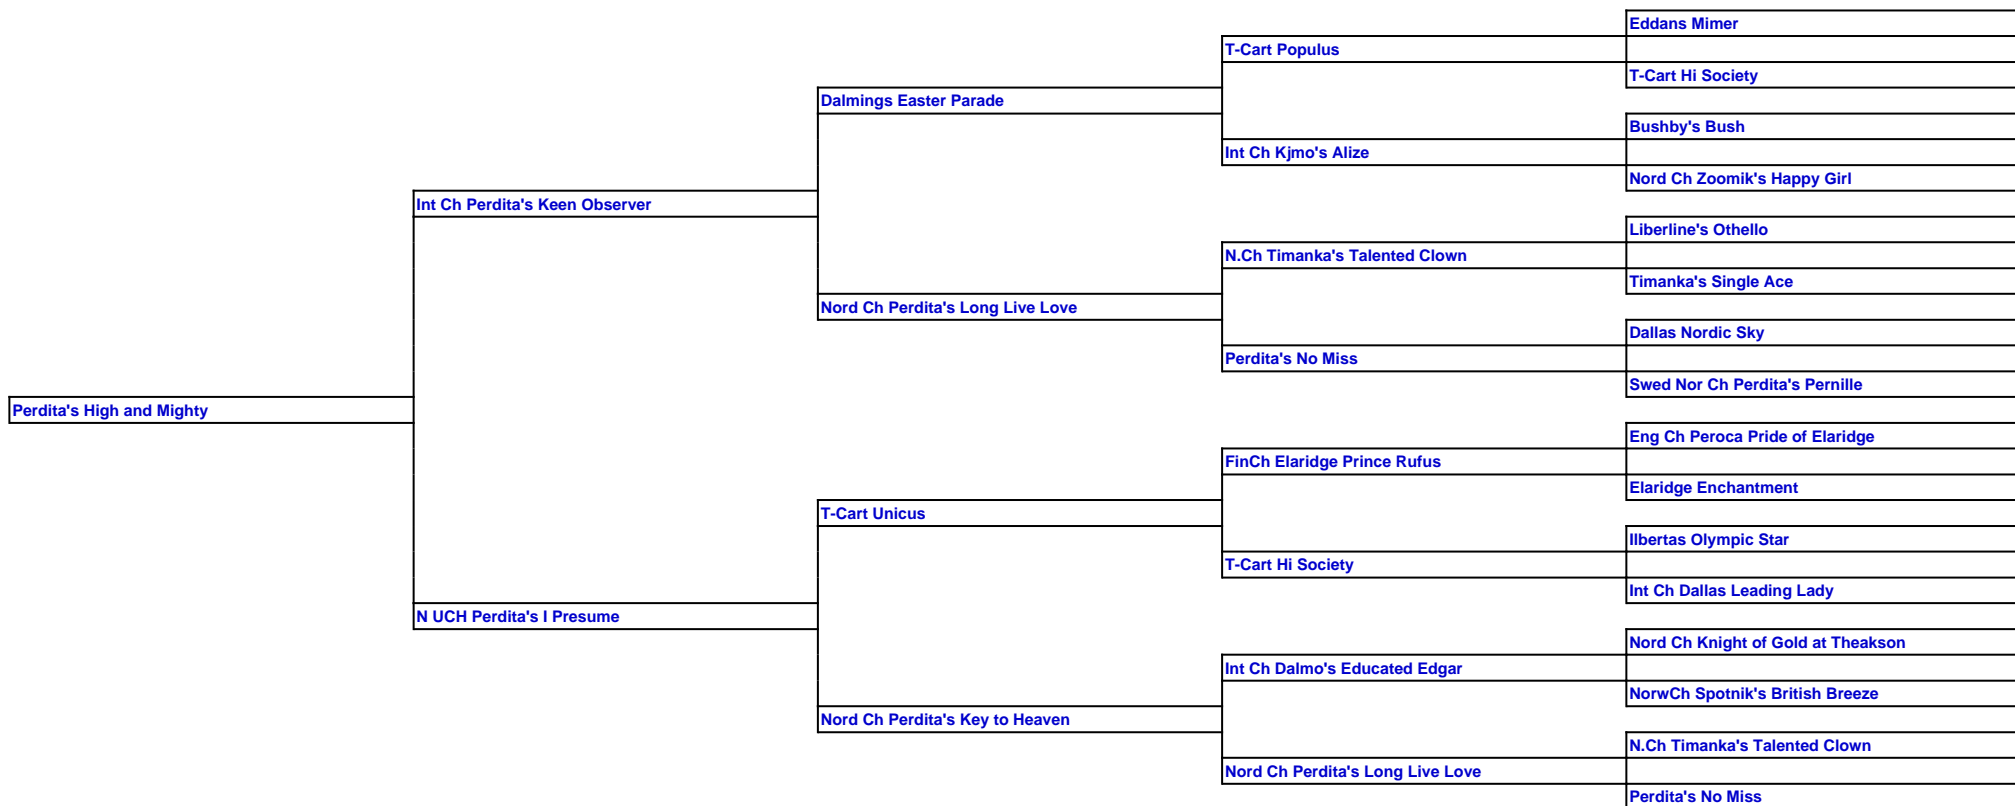 Eddans Mimer
T-Cart Populus
T-Cart Hi Society
Dalmings Easter Parade
Bushby's Bush
Int Ch Kjmo's Alize
Nord Ch Zoomik's Happy Girl
Int Ch Perdita's Keen Observer
Liberline's Othello
N.Ch Timanka's Talented Clown
Timanka's Single Ace
Nord Ch Perdita's Long Live Love
Dallas Nordic Sky
Perdita's No Miss
Swed Nor Ch Perdita's Pernille
Perdita's High and Mighty
Eng Ch Peroca Pride of Elaridge
FinCh Elaridge Prince Rufus
Elaridge Enchantment
T-Cart Unicus
Ilbertas Olympic Star
T-Cart Hi Society
Int Ch Dallas Leading Lady
N UCH Perdita's I Presume
Nord Ch Knight of Gold at Theakson
Int Ch Dalmo's Educated Edgar
NorwCh Spotnik's British Breeze
Nord Ch Perdita's Key to Heaven
N.Ch Timanka's Talented Clown
Nord Ch Perdita's Long Live Love
Perdita's No Miss